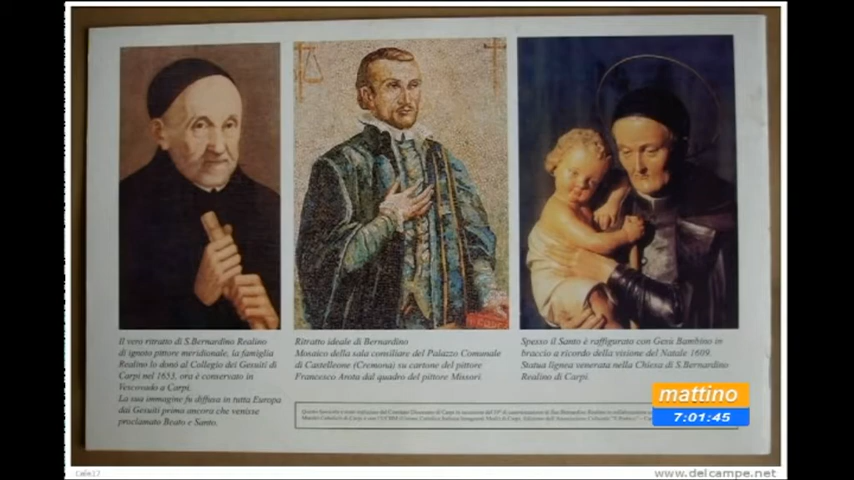 Il vero ritratto di S.Bernardino Realino
di ignoto pittore meridionale, la famiglia
Realino lo donò al Collegio dei Gesuiti di
Carpi nel 1653, ora è conservato in
Vescovado a Carpi.
La sua immagine fu diffusa in tutta Europa
dai Gesuiti primo ancora che venisse
proclamato Beato e Santo.
Ritratto ideale di Bernardino
Mosaico della sala consiliare del Palazzo Comunale
di Castelleone (Cremona) su cartone del pittore
Francesco Arota dal quadro del pittore Missori.
Spesso il Santo è raffigurato con Gesù Bambino in
braccio a ricordo della visione del Natale 1609.
Statua lignea venerata nella Chiesa di S.Bernardino
Realino di Carpi.
mattino
7:01:45
Cale17
www.delcampe.net